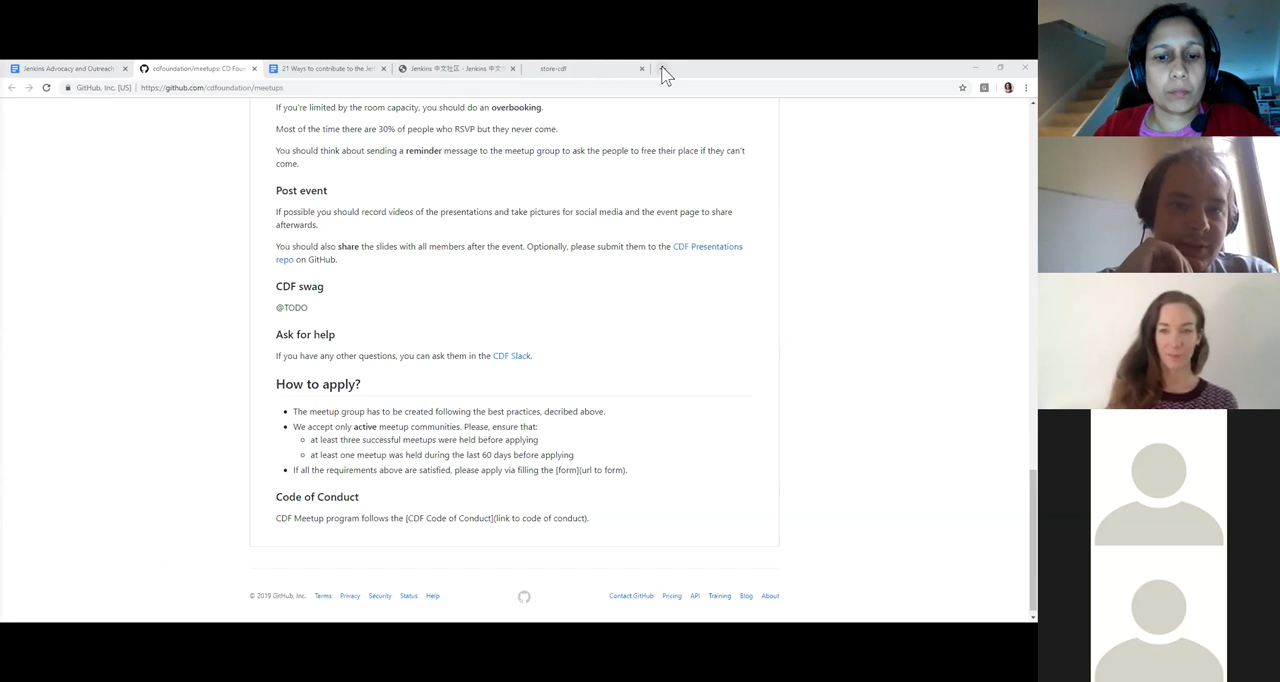 Jenkins Advocacy and Outreach
cdfoundation/meetups: CD Foun
21 Ways to contribute to the Jen
Jenkins 中文社区 - Jenkins 中文
store-cdf
GitHub, Inc. [US]
https://github.com/cdfoundation/meetups
If you're limited by the room capacity, you should do an overbooking.
Most of the time there are 30% of people who RSVP but they never come.
You should think about sending a reminder message to the meetup group to ask the people to free their place if they can't
come.
Post event
If possible you should record videos of the presentations and take pictures for social media and the event page to share
afterwards.
You should also share the slides with all members after the event. Optionally, please submit them to the CDF Presentations
repo on GitHub.
CDF swag
@TODO
Ask for help
If you have any other questions, you can ask them in the CDF Slack.
How to apply?
The meetup group has to be created following the best practices, decribed above.
We accept only active meetup communities. Please, ensure that:
at least three successful meetups were held before applying
at least one meetup was held during the last 60 days before applying
If all the requirements above are satisfied, please apply via filling the [form](url to form).
Code of Conduct
CDF Meetup program follows the [CDF Code of Conduct](link to code of conduct).
© 2019 GitHub, Inc. Terms Privacy Security Status Help
Contact GitHub Pricing API Training Blog About